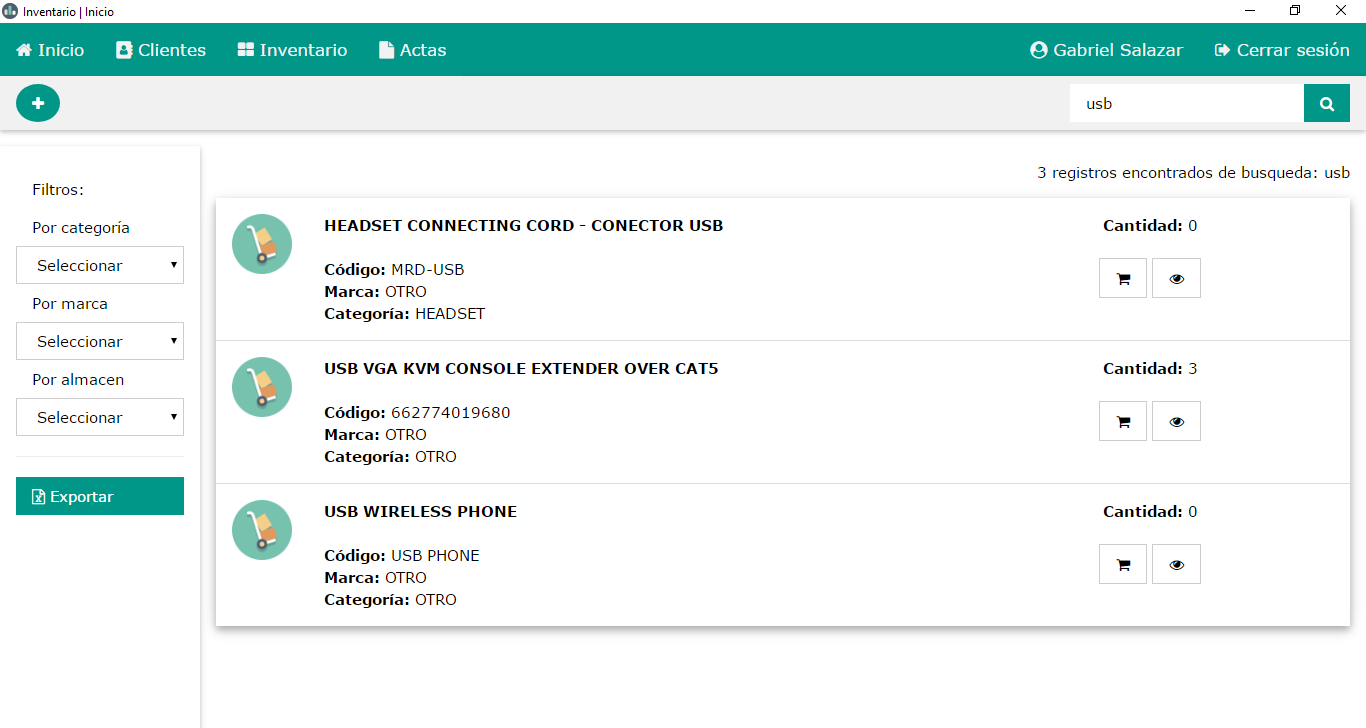 Inventario | Inicio
Inicio Clientes Inventario Actas Gabriel Salazar Cerrar sesión
usb
3 registros encontrados de busqueda: usb
Filtros:
Por categoría
Seleccionar
Por marca
Seleccionar
Por almacen
Seleccionar
Exportar
HEADSET CONNECTING CORD - CONECTOR USB
Cantidad: 0
Código: MRD-USB
Marca: OTRO
Categoría: HEADSET
USB VGA KVM CONSOLE EXTENDER OVER CAT5
Cantidad: 3
Código: 662774019680
Marca: OTRO
Categoría: OTRO
USB WIRELESS PHONE
Cantidad: 0
Código: USB PHONE
Marca: OTRO
Categoría: OTRO